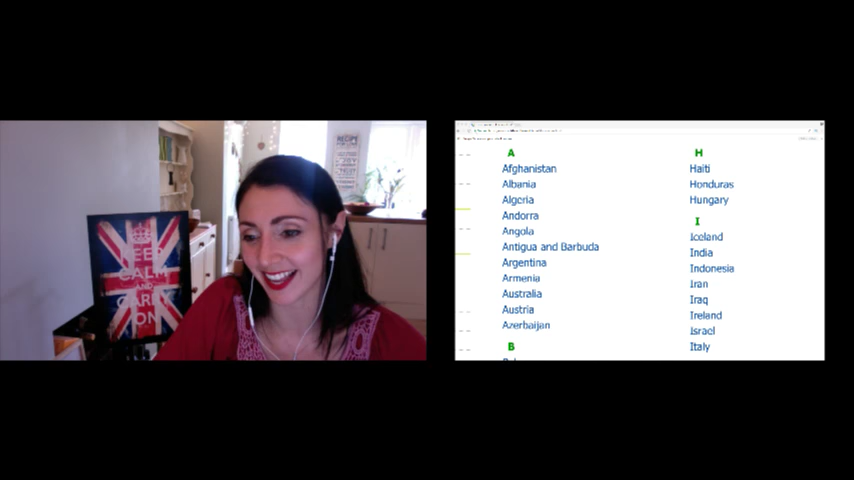 KEEP
CALM
AND
CARRY
ON
RECIPE
A
Afghanistan
Albania
Algeria
Andorra
Angola
Antigua and Barbuda
Argentina
Armenia
Australia
Austria
Azerbaijan
B
H
Haiti
Honduras
Hungary
I
Iceland
India
Indonesia
Iran
Iraq
Ireland
Israel
Italy